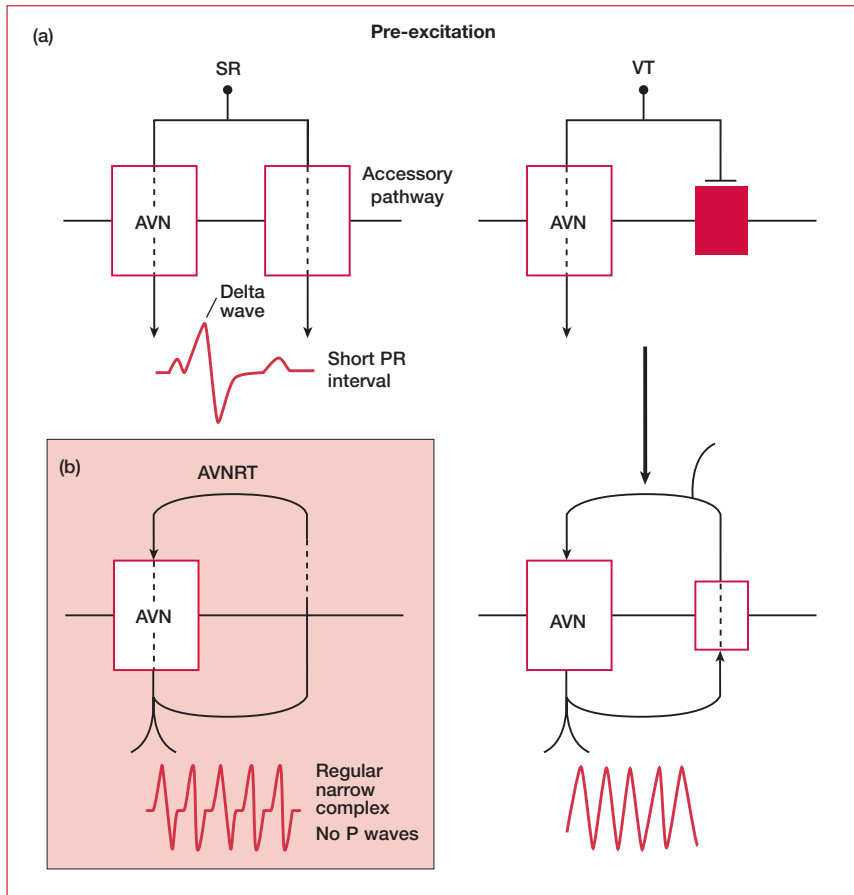 (a)
Pre-excitation
SR
VT
Accessory
pathway
AVN
AVN
Delta
wave
Short PR
interval
(b)
AVNRT
AVN
AVN
Regular
narrow
complex
No P waves